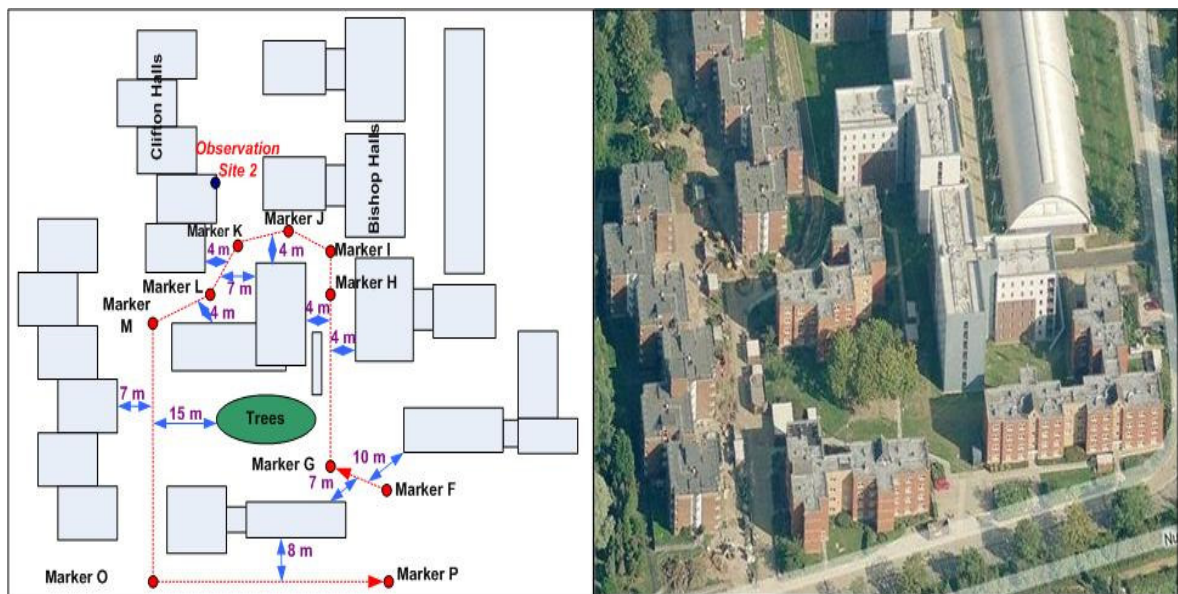 Clifton Halls
Observation
Site 2
Bishop Halls
Marker J
Marker K
Marker I
4 m
4 m
7 m
Marker H
Marker L
Marker
M
4 m
4 m
4 m
7 m
15 m
Trees
Marker G
10 m
7 m
Marker F
8 m
Marker O
Marker P
Nu